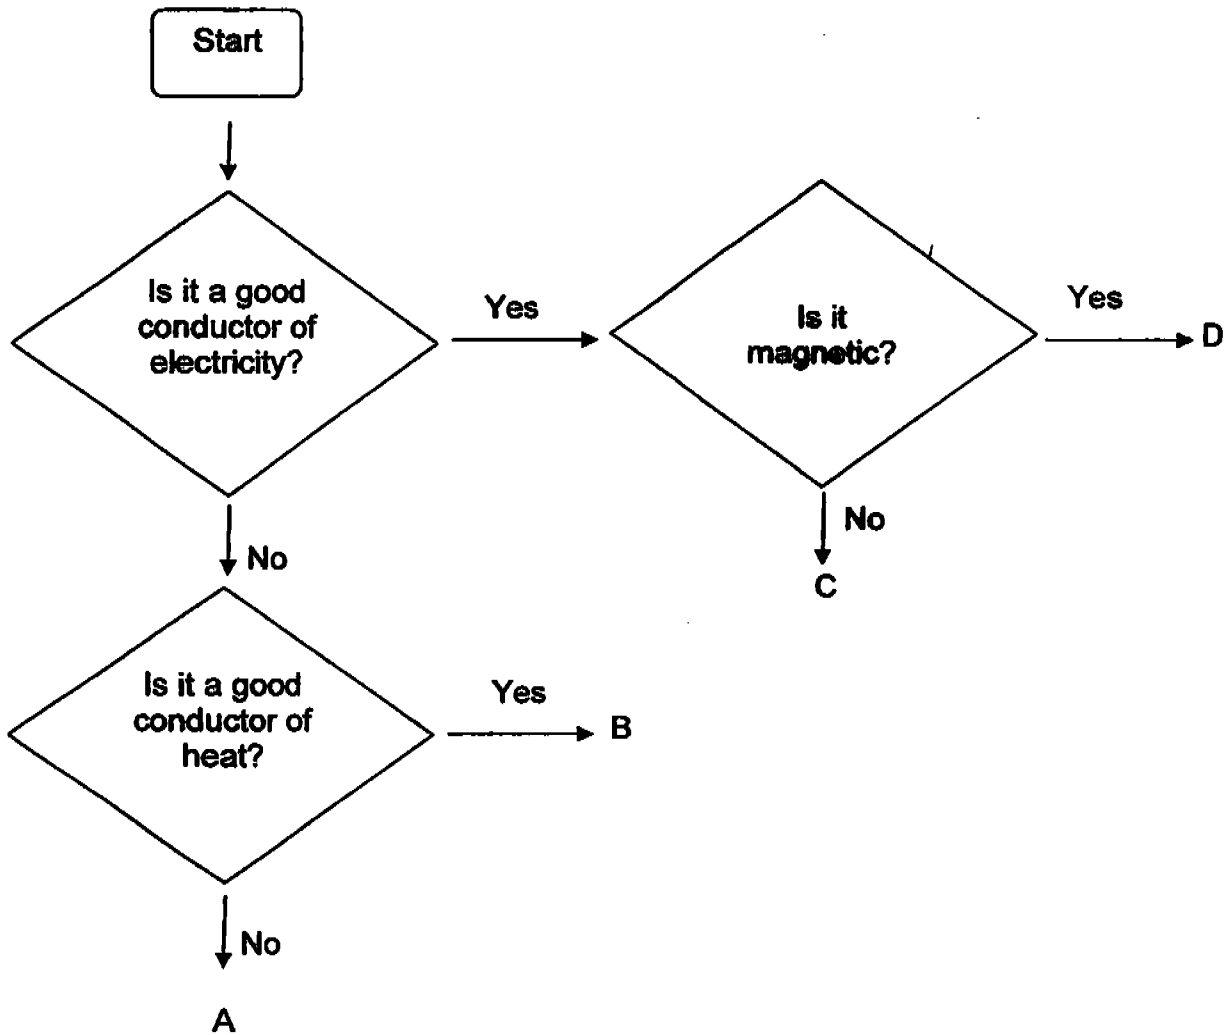 Start
Is it a good
conductor of
electricity?
Yes
Is it
magnetic?
Yes
D
No
C
No
Is it a good
conductor of
heat?
Yes
B
No
A